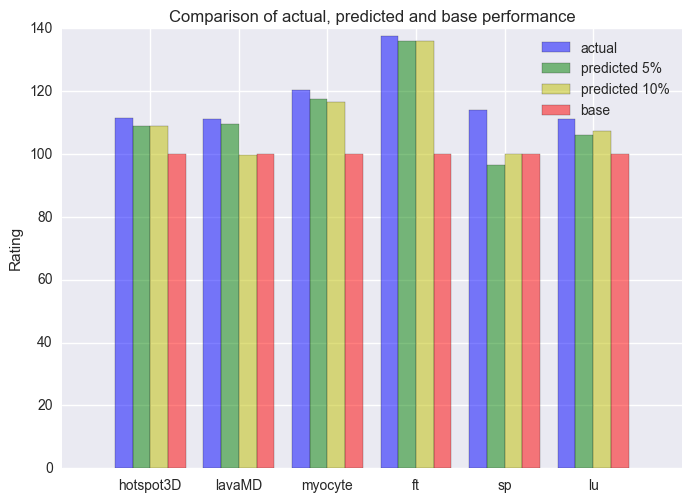 Comparison of actual, predicted and base performance
140
120
100
80
60
40
20
0
Rating
actual
predicted 5%
predicted 10%
base
hotspot3D lavaMD myocyte ft sp lu